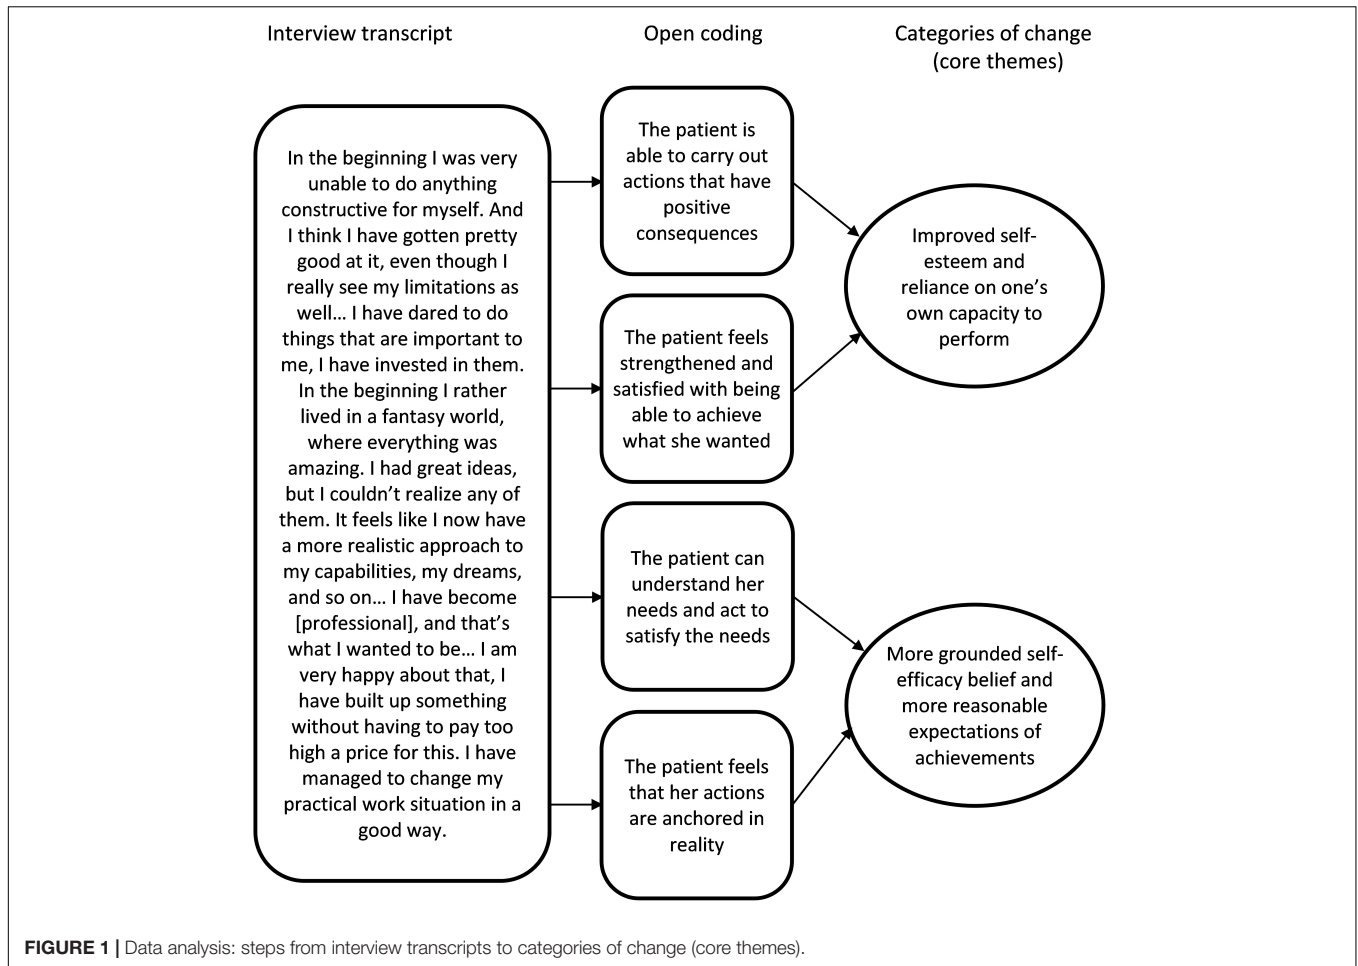 Interview transcript
Open coding
Categories of change
(core themes)
In the beginning I was very
unable to do anything
constructive for myself. And
I think I have gotten pretty
good at it, even though I
really see my limitations as
well... I have dared to do
things that are important to
me, I have invested in them.
In the beginning I rather
lived in a fantasy world,
where everything was
amazing. I had great ideas,
but I couldn’t realize any of
them. It feels like I now have
a more realistic approach to
my capabilities, my dreams,
and so on... I have become
[professional], and that’s
what I wanted to be... I am
very happy about that, I
have built up something
without having to pay too
high a price for this. I have
managed to change my
practical work situation in a
good way.
The patient is
able to carry out
actions that have
positive
consequences
The patient feels
strengthened and
satisfied with being
able to achieve
what she wanted
The patient can
understand her
needs and act to
satisfy the needs
The patient feels
that her actions
are anchored in
reality
Improved self-
esteem and
reliance on one’s
own capacity to
perform
More grounded self-
efficacy belief and
more reasonable
expectations of
achievements
FIGURE 1 | Data analysis: steps from interview transcripts to categories of change (core themes).